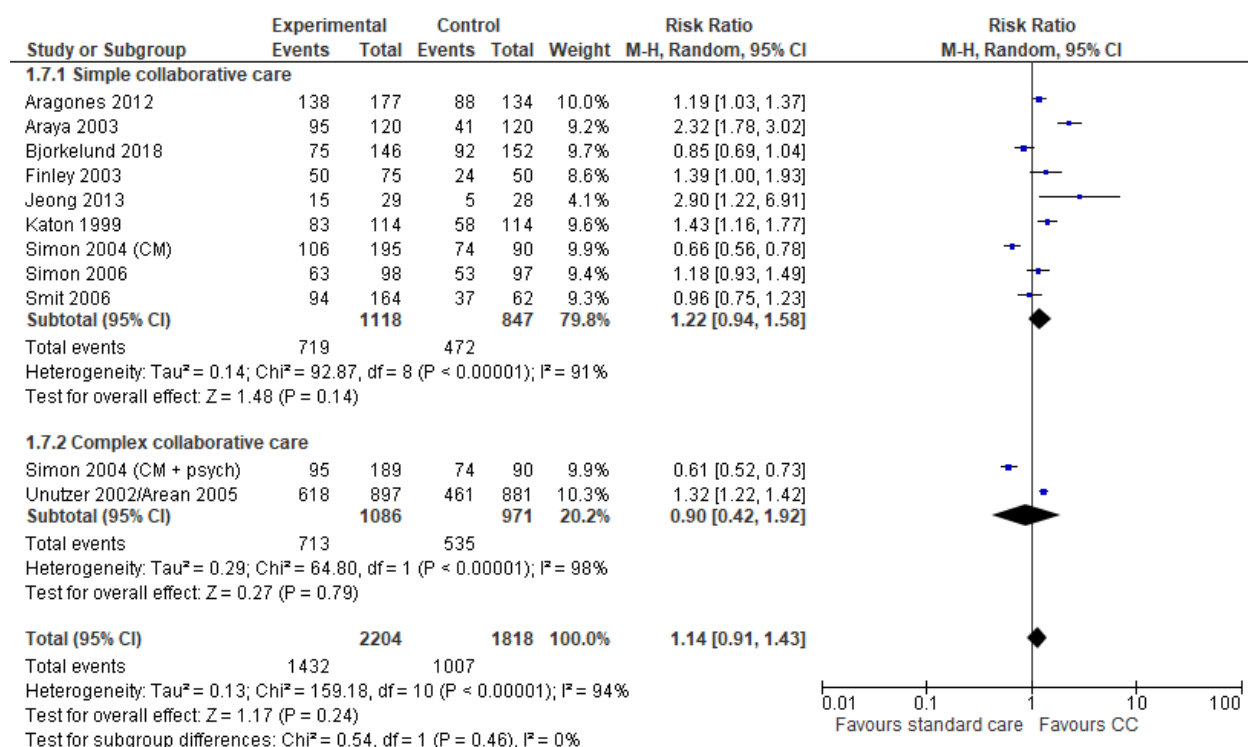 Experimental Control Risk Ratio Risk Ratio
Study or Subgroup Events Total Events Total Weight M-H, Random, 95% CI M-H, Random, 95% CI
1.7.1 Simple collaborative care
Aragones 2012 138 177 88 134 10.0% 1.19 [1.03, 1.37]
Araya 2003 95 120 41 120 9.2% 2.32 [1.78, 3.02]
Bjorkelund 2018 75 146 92 152 9.7% 0.85 [0.69, 1.04]
Finley 2003 50 75 24 50 8.6% 1.39 [1.00, 1.93]
Jeong 2013 15 29 5 28 4.1% 2.90 [1.22, 6.91]
Katon 1999 83 114 58 114 9.6% 1.43 [1.16, 1.77]
Simon 2004 (CM) 106 195 74 90 9.9% 0.66 [0.56, 0.78]
Simon 2006 63 98 53 97 9.4% 1.18 [0.93, 1.49]
Smit 2006 94 164 37 62 9.3% 0.96 [0.75, 1.23]
Subtotal (95% CI) 1118 847 79.8% 1.22 [0.94, 1.58]
Total events 719 472
Heterogeneity: Tau² = 0.14; Chi² = 92.87, df = 8 (P < 0.00001); I² = 91%
Test for overall effect: Z = 1.48 (P = 0.14)
1.7.2 Complex collaborative care
Simon 2004 (CM + psych) 95 189 74 90 9.9% 0.61 [0.52, 0.73]
Unutzer 2002/Arean 2005 618 897 461 881 10.3% 1.32 [1.22, 1.42]
Subtotal (95% CI) 1086 971 20.2% 0.90 [0.42, 1.92]
Total events 713 535
Heterogeneity: Tau² = 0.29; Chi² = 64.80, df = 1 (P < 0.00001); I² = 98%
Test for overall effect: Z = 0.27 (P = 0.79)
Total (95% CI) 2204 1818 100.0% 1.14 [0.91, 1.43]
Total events 1432 1007
Heterogeneity: Tau² = 0.13; Chi² = 159.18, df = 10 (P < 0.00001); I² = 94%
Test for overall effect: Z = 1.17 (P = 0.24)
Test for subgroup differences: Chi² = 0.54, df = 1 (P = 0.46), I² = 0%
0.01 0.1 1 10 100
Favours standard care Favours CC